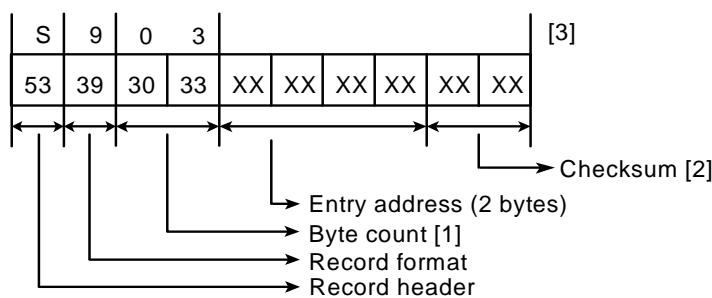 S 9 0 3 [3]
53 39 30 33 XX XX XX XX XX XX
Checksum [2]
Entry address (2 bytes)
Byte count [1]
Record format
Record header